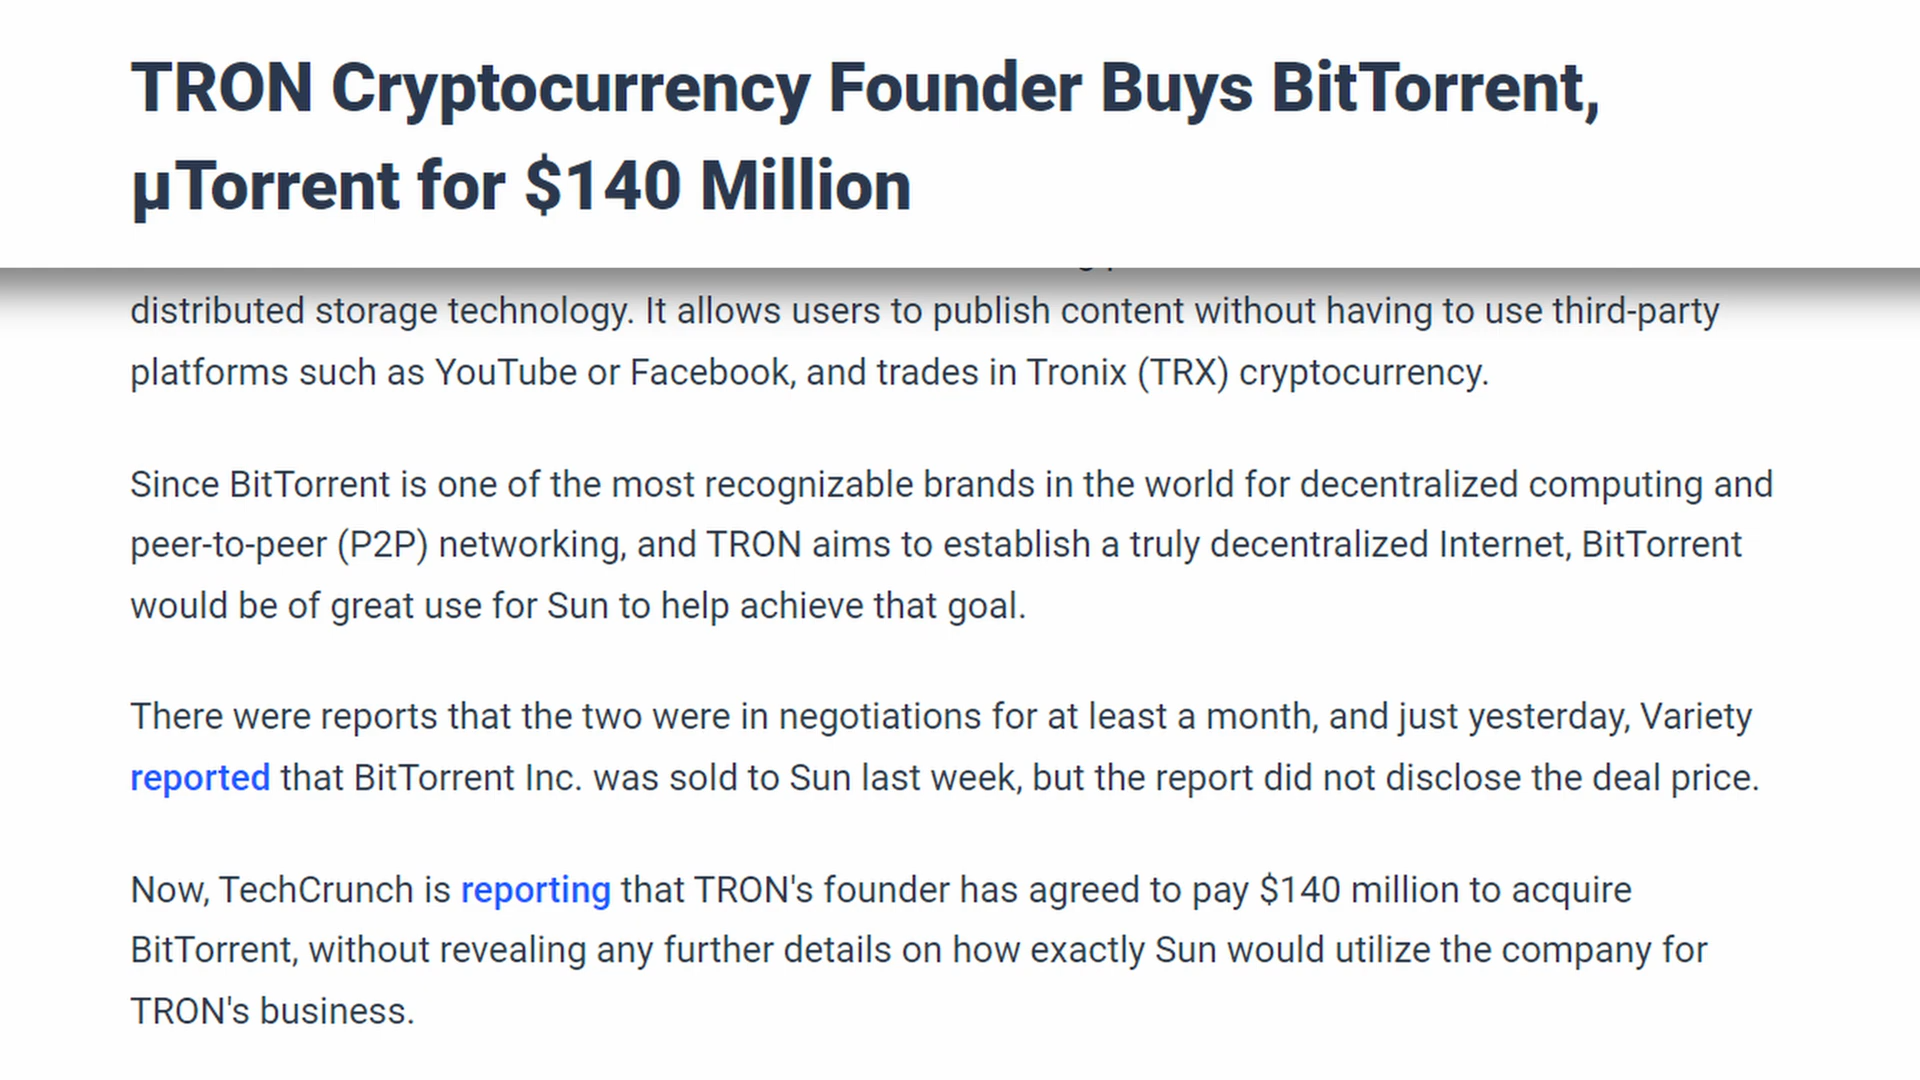 TRON Cryptocurrency Founder Buys BitTorrent,
µTorrent for $140 Million
distributed storage technology. It allows users to publish content without having to use third-party
platforms such as YouTube or Facebook, and trades in Tronix (TRX) cryptocurrency.
Since BitTorrent is one of the most recognizable brands in the world for decentralized computing and
peer-to-peer (P2P) networking, and TRON aims to establish a truly decentralized Internet, BitTorrent
would be of great use for Sun to help achieve that goal.
There were reports that the two were in negotiations for at least a month, and just yesterday, Variety
reported that BitTorrent Inc. was sold to Sun last week, but the report did not disclose the deal price.
Now, TechCrunch is reporting that TRON's founder has agreed to pay $140 million to acquire
BitTorrent, without revealing any further details on how exactly Sun would utilize the company for
TRON's business.